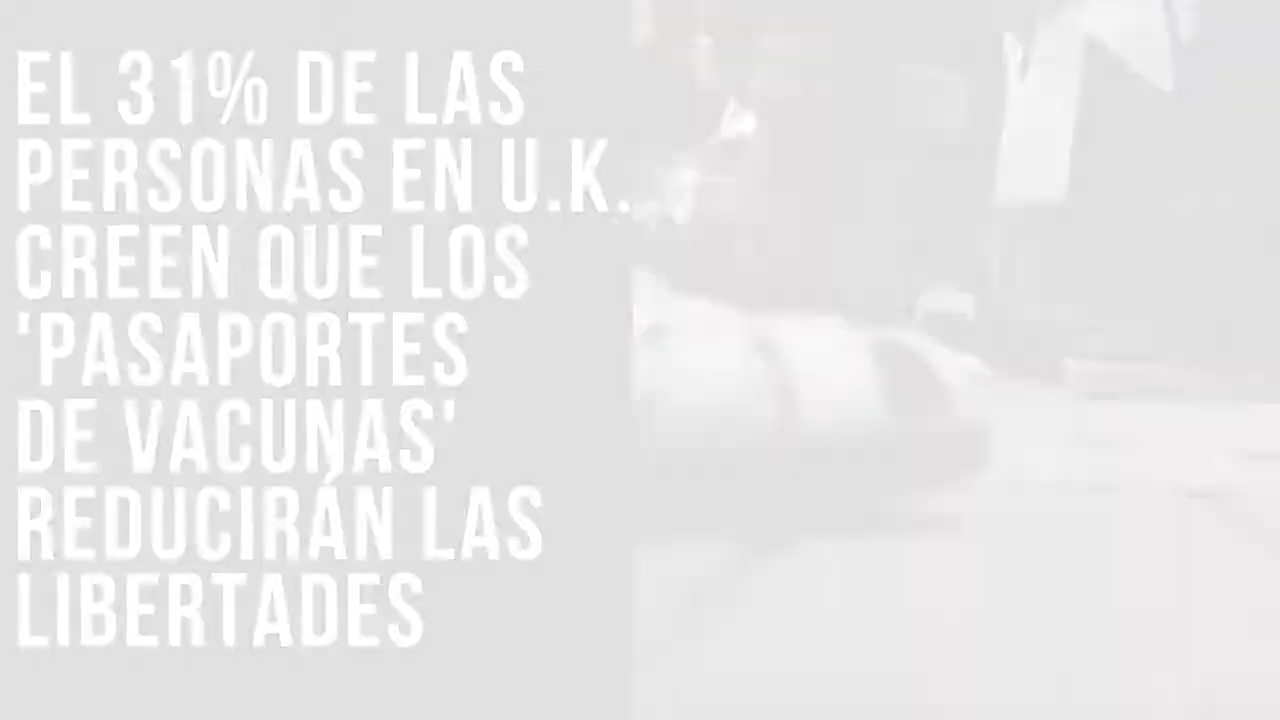 EL 31% DE LAS
PERSONAS EN U.K.
CREEN QUE LOS
'PASAPORTES
DE VACUNAS'
REDUCIRÁN LAS
LIBERTADES